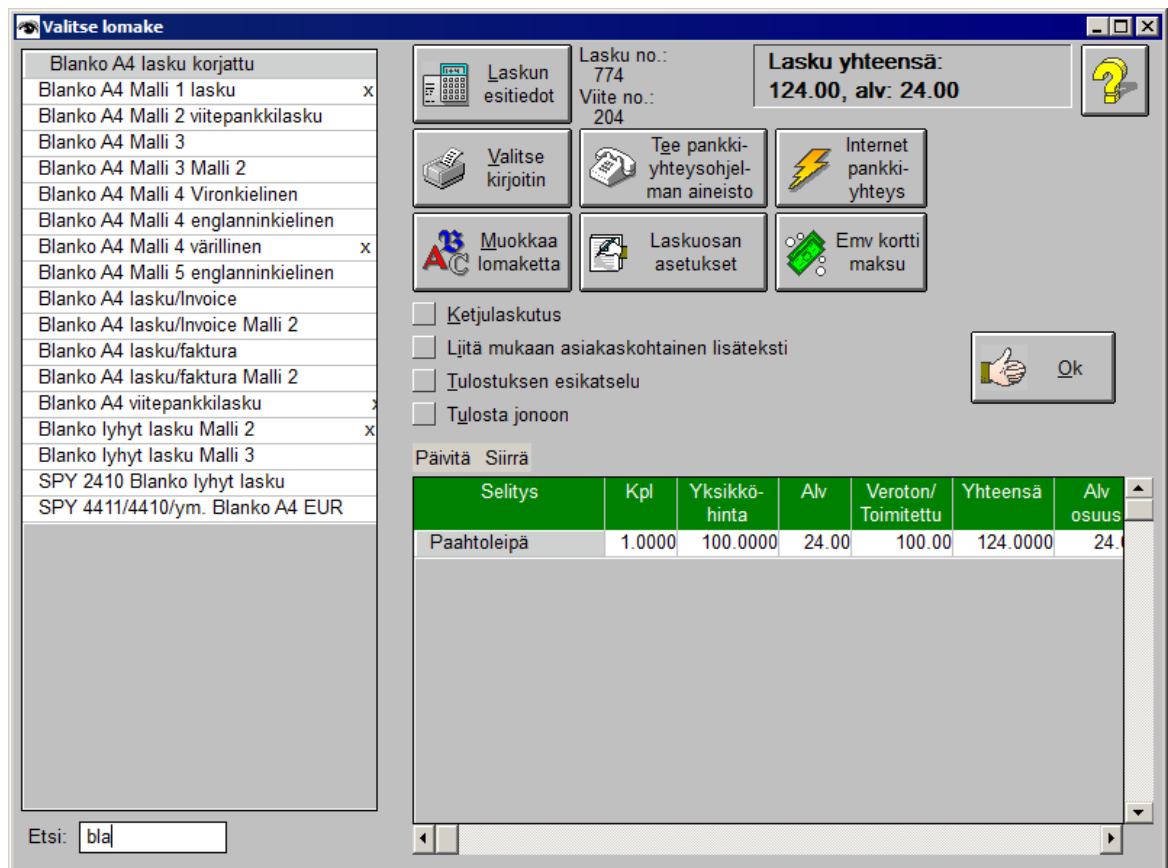 Valitse lomake
Blanko A4 lasku korjattu
Blanko A4 Malli 1 lasku x
Blanko A4 Malli 2 viitepankkilasku
Blanko A4 Malli 3
Blanko A4 Malli 3 Malli 2
Blanko A4 Malli 4 Vironkielinen
Blanko A4 Malli 4 englanninkielinen
Blanko A4 Malli 4 värillinen x
Blanko A4 Malli 5 englanninkielinen
Blanko A4 lasku/Invoice
Blanko A4 lasku/Invoice Malli 2
Blanko A4 lasku/faktura
Blanko A4 lasku/faktura Malli 2
Blanko A4 viitepankkilasku x
Blanko lyhyt lasku Malli 2 x
Blanko lyhyt lasku Malli 3
SPY 2410 Blanko lyhyt lasku
SPY 4411/4410/ym. Blanko A4 EUR
Etsi: bla
Laskun
esitiedot
Lasku no.:
774
Viite no.:
204
Lasku yhteensä:
124.00, alv: 24.00
Valitse
kirjoitin
Tee pankki-
yhteysohjel-
man aineisto
Internet
pankki-
yhteys
Muokkaa
lomaketta
Laskuosan
asetukset
Emv kortti
maksu
Ketjulaskutus
Liitä mukaan asiakaskohtainen lisäteksti
Tulostuksen esikatselu
Tulosta jonoon
Ok
Päivitä Siirrä
Selitys Kpl Yksikkö- Alv Veroton/ Yhteensä Alv
hinta Toimitettu osuus
Paahtoleipä 1.0000 100.0000 24.00 100.00 124.0000 24.